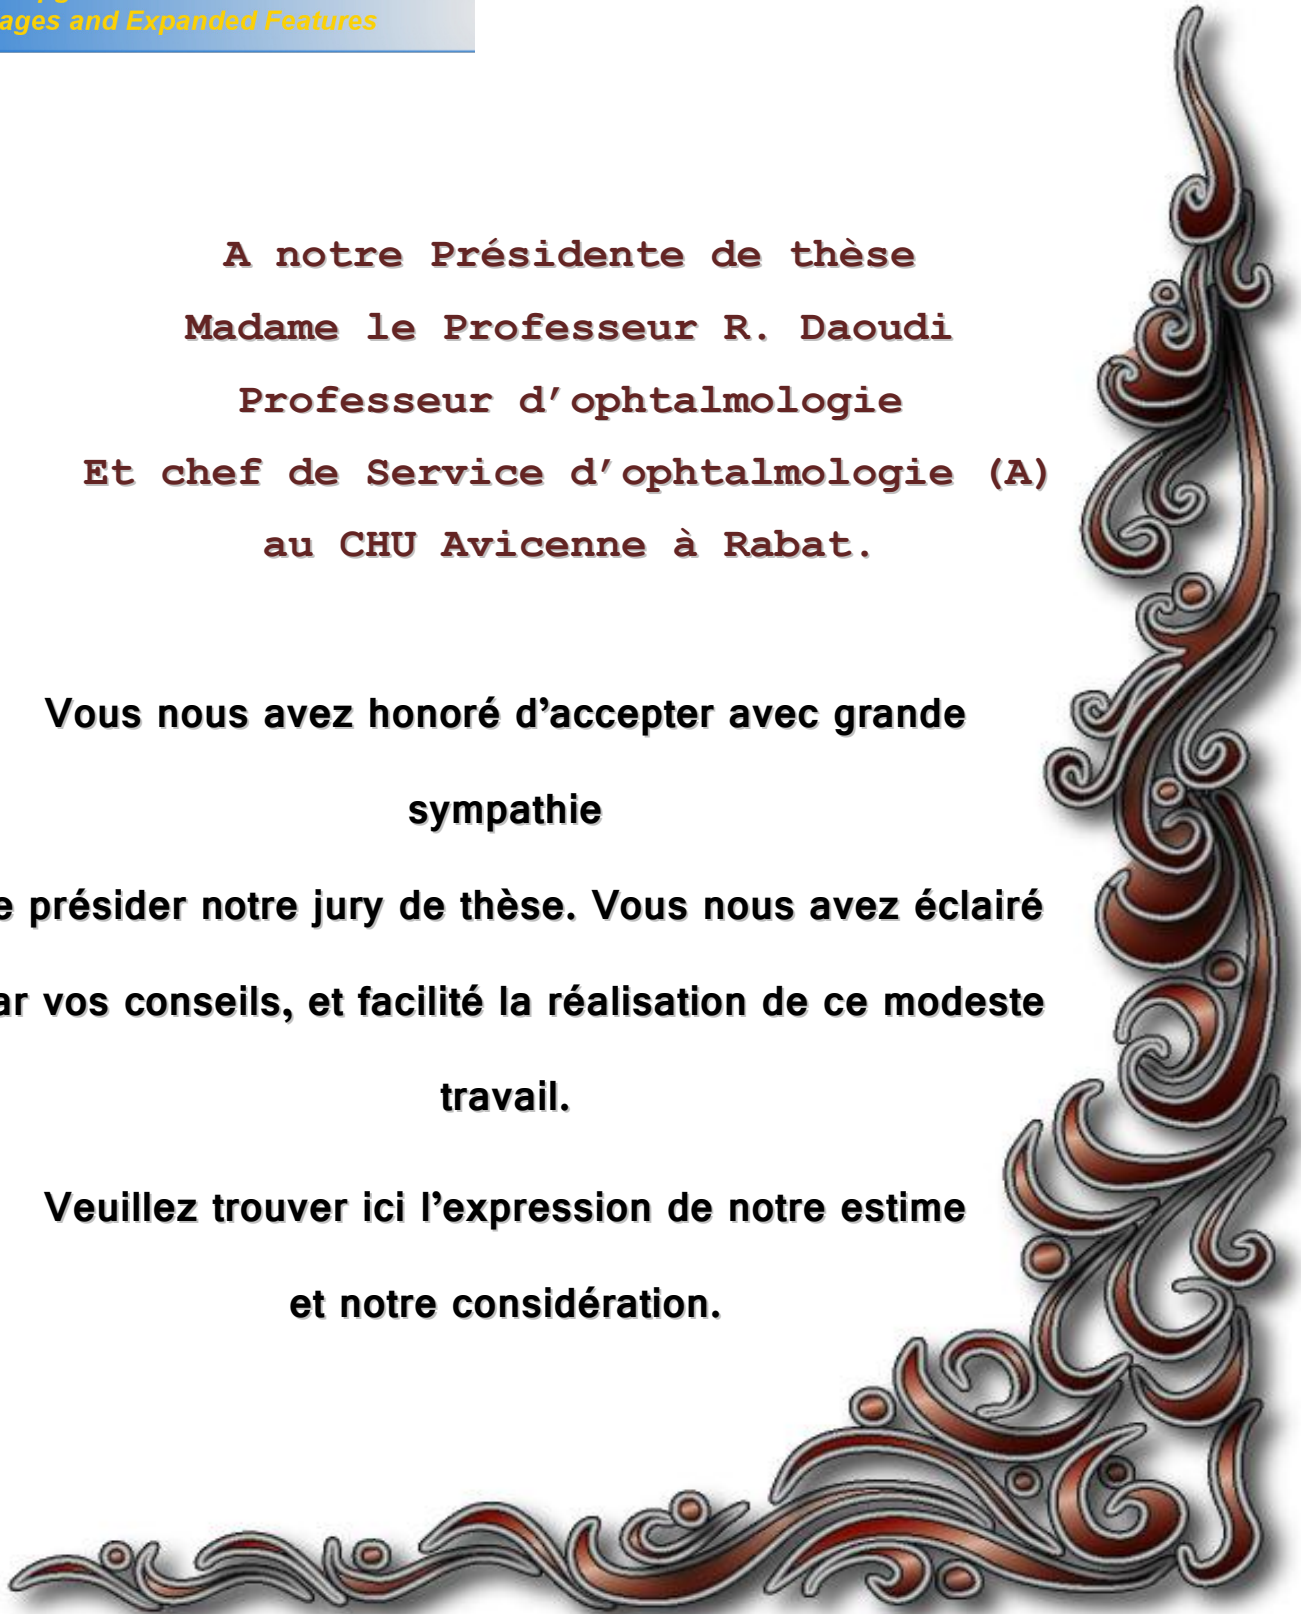 ages and Expanded Features
A notre Présidente de thèse
Madame le Professeur R. Daoudi
Professeur d’ophtalmologie
Et chef de Service d’ophtalmologie (A)
au CHU Avicenne à Rabat.
Vous nous avez honoré d’accepter avec grande
sympathie
e présider notre jury de thèse. Vous nous avez éclairé
ar vos conseils, et facilité la réalisation de ce modeste
travail.
Veuillez trouver ici l’expression de notre estime
et notre considération.